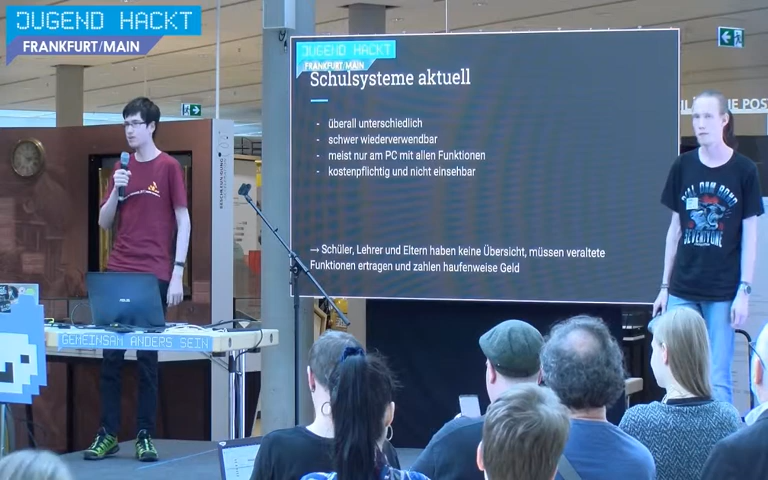 JUGEND HACKT
FRANKFURT/MAIN
JUGEND HACKT
FRANKFURT/MAIN
Schulsysteme aktuell
- überall unterschiedlich
- schwer wiederverwendbar
- meist nur am PC mit allen Funktionen
- kostenpflichtig und nicht einsehbar
→ Schüler, Lehrer und Eltern haben keine Übersicht, müssen veraltete
Funktionen ertragen und zahlen haufenweise Geld
ASUS
GEMEINSAM ANDERS SEIN